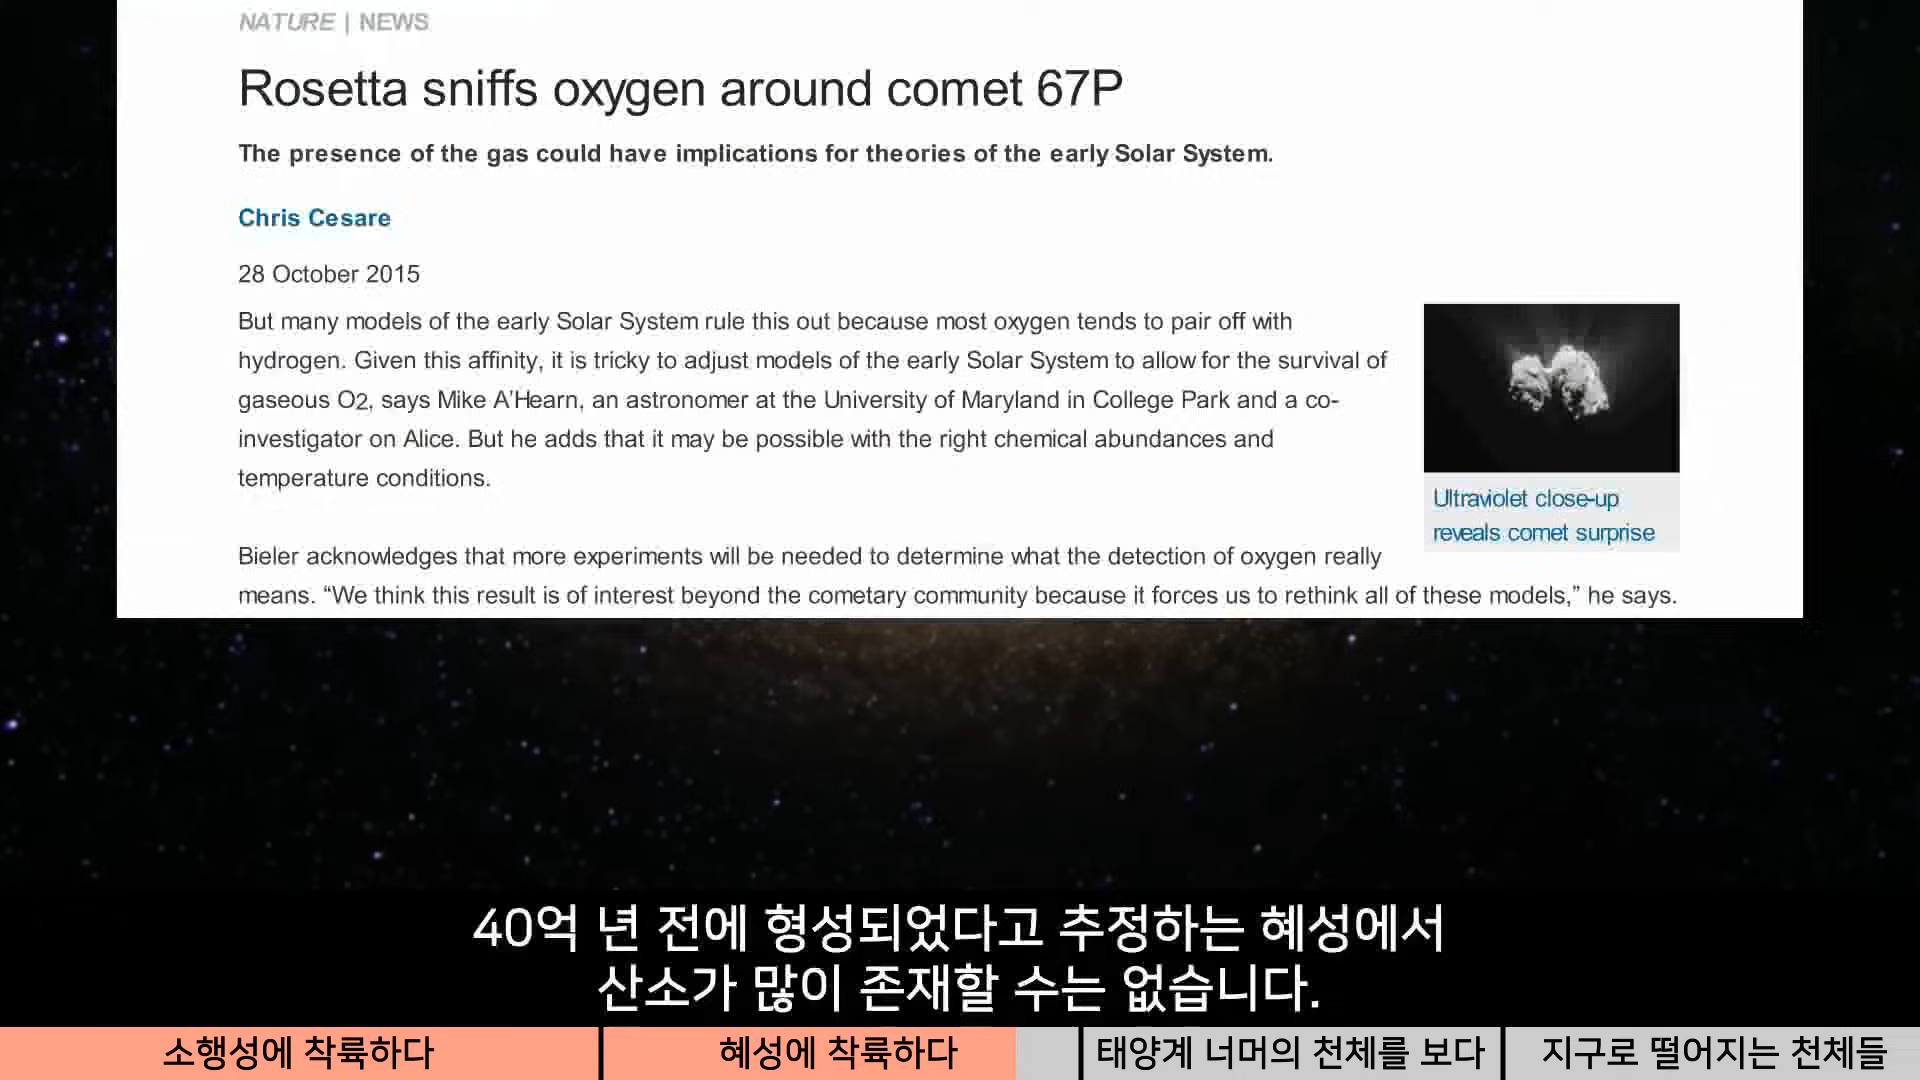 NATURE | NEWS
Rosetta sniffs oxygen around comet 67P
The presence of the gas could have implications for theories of the early Solar System.
Chris Cesare
28 October 2015
But many models of the early Solar System rule this out because most oxygen tends to pair off with
hydrogen. Given this affinity, it is tricky to adjust models of the early Solar System to allow for the survival of
gaseous O2, says Mike A’Hearn, an astronomer at the University of Maryland in College Park and a co-
investigator on Alice. But he adds that it may be possible with the right chemical abundances and
temperature conditions.
Ultraviolet close-up
reveals comet surprise
Bieler acknowledges that more experiments will be needed to determine what the detection of oxygen really
means. “We think this result is of interest beyond the cometary community because it forces us to rethink all of these models,” he says.
40억 년 전에 형성되었다고 추정하는 혜성에서
산소가 많이 존재할 수는 없습니다.
소행성에 착륙하다
혜성에 착륙하다
태양계 너머의 천체를 보다
지구로 떨어지는 천체들